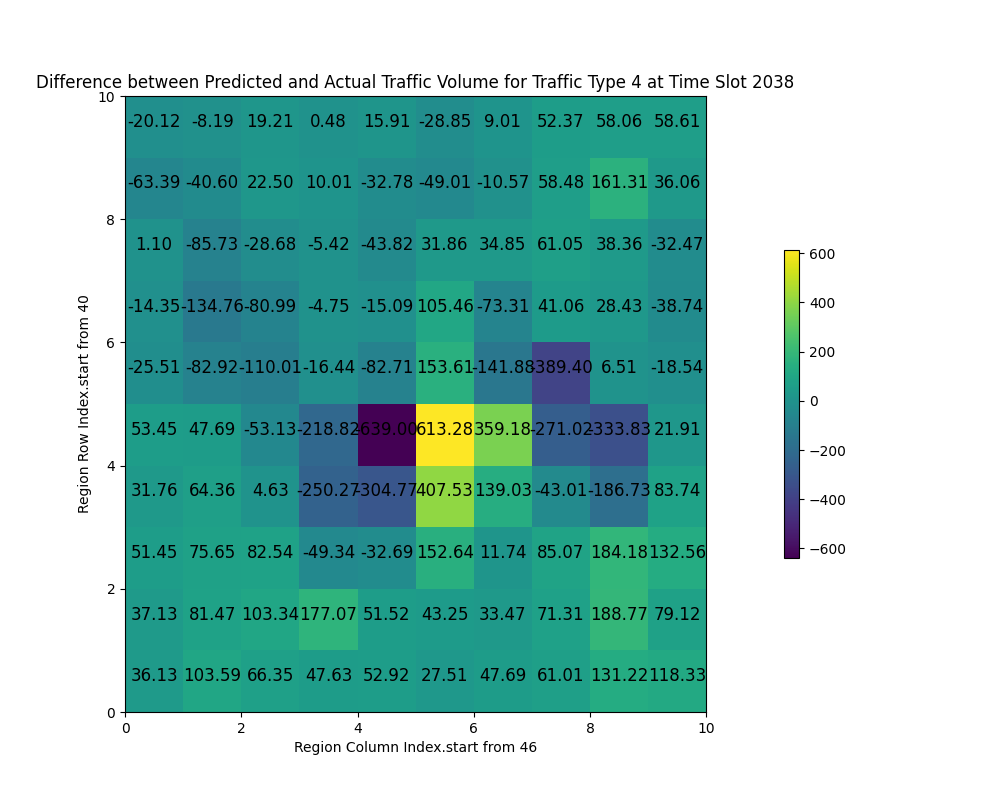 Difference between Predicted and Actual Traffic Volume for Traffic Type 4 at Time Slot 2038
10
-20.12 -8.19 19.21 0.48 15.91 -28.85 9.01 52.37 58.06 58.61
-63.39 -40.60 22.50 10.01 -32.78 -49.01 -10.57 58.48 161.31 36.06
8
1.10 -85.73 -28.68 -5.42 -43.82 31.86 34.85 61.05 38.36 -32.47
-14.35 -134.76 -80.99 -4.75 -15.09 105.46 -73.31 41.06 28.43 -38.74
6
-25.51 -82.92 -110.01 -16.44 -82.71 153.61 -141.88 -389.40 6.51 -18.54
53.45 47.69 -53.13 -218.82 -639.00 613.28 359.18 -271.02 -333.83 21.91
4
31.76 64.36 4.63 -250.27 -304.77 407.53 139.03 -43.01 -186.73 83.74
51.45 75.65 82.54 -49.34 -32.69 152.64 11.74 85.07 184.18 132.56
2
37.13 81.47 103.34 177.07 51.52 43.25 33.47 71.31 188.77 79.12
36.13 103.59 66.35 47.63 52.92 27.51 47.69 61.01 131.22 118.33
0
0 2 4 6 8 10
Region Column Index.start from 46
Region Row Index.start from 40
600
400
200
0
−200
−400
−600